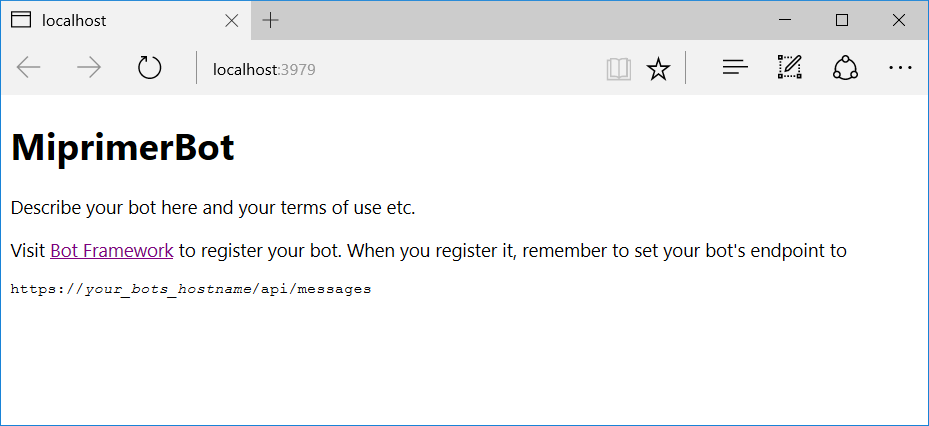 localhost
localhost:3979
MiprimerBot
Describe your bot here and your terms of use etc.
Visit Bot Framework to register your bot. When you register it, remember to set your bot's endpoint to
https://your_bots_hostname/api/messages